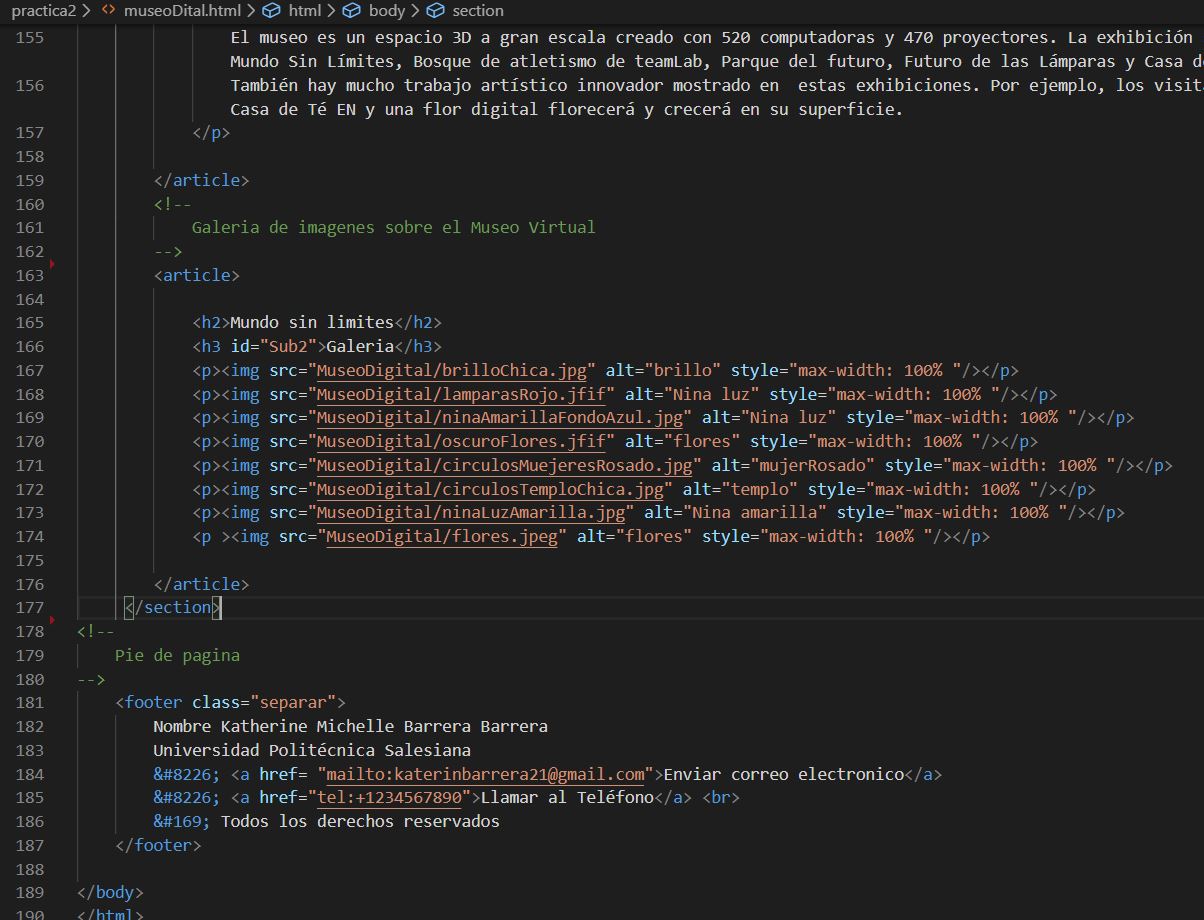 practica2 > <> museoDital.html > html > body > section
155 El museo es un espacio 3D a gran escala creado con 520 computadoras y 470 proyectores. La exhibición
Mundo Sin Límites, Bosque de atletismo de teamLab, Parque del futuro, Futuro de las Lámparas y Casa d
156 También hay mucho trabajo artístico innovador mostrado en  estas exhibiciones. Por ejemplo, los visit
Casa de Té EN y una flor digital florecerá y crecerá en su superficie.
157 </p>
158
159 </article>
160 <!--
161 Galeria de imagenes sobre el Museo Virtual
162 -->
163 <article>
164
165 <h2>Mundo sin limites</h2>
166 <h3 id="Sub2">Galeria</h3>
167 <p><img src="MuseoDigital/brilloChica.jpg" alt="brillo" style="max-width: 100% "/></p>
168 <p><img src="MuseoDigital/lamparasRojo.jfif" alt="Nina luz" style="max-width: 100% "/></p>
169 <p><img src="MuseoDigital/ninaAmarillaFondoAzul.jpg" alt="Nina luz" style="max-width: 100% "/></p>
170 <p><img src="MuseoDigital/oscuroFlores.jfif" alt="flores" style="max-width: 100% "/></p>
171 <p><img src="MuseoDigital/circulosMuejeresRosado.jpg" alt="mujerRosado" style="max-width: 100% "/></p>
172 <p><img src="MuseoDigital/circulosTemploChica.jpg" alt="templo" style="max-width: 100% "/></p>
173 <p><img src="MuseoDigital/ninaLuzAmarilla.jpg" alt="Nina amarilla" style="max-width: 100% "/></p>
174 <p ><img src="MuseoDigital/flores.jpeg" alt="flores" style="max-width: 100% "/></p>
175
176 </article>
177 </section>
178 <!--
179 Pie de pagina
180 -->
181 <footer class="separar">
182 Nombre Katherine Michelle Barrera Barrera
183 Universidad Politécnica Salesiana
184 &#8226; <a href= "mailto:katerinbarrera21@gmail.com">Enviar correo electronico</a>
185 &#8226; <a href="tel:+1234567890">Llamar al Teléfono</a> <br>
186 &#169; Todos los derechos reservados
187 </footer>
188
189 </body>
190 </html>